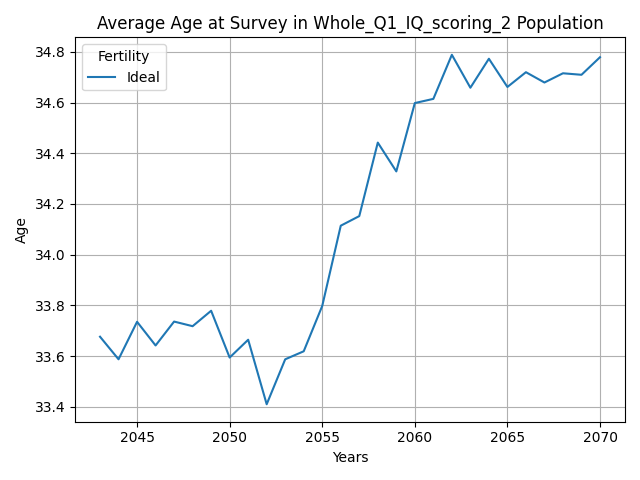 Average Age at Survey in Whole_Q1_IQ_scoring_2 Population
Fertility
Ideal
34.8
34.6
34.4
34.2
34.0
33.8
33.6
33.4
Age
2045 2050 2055 2060 2065 2070
Years